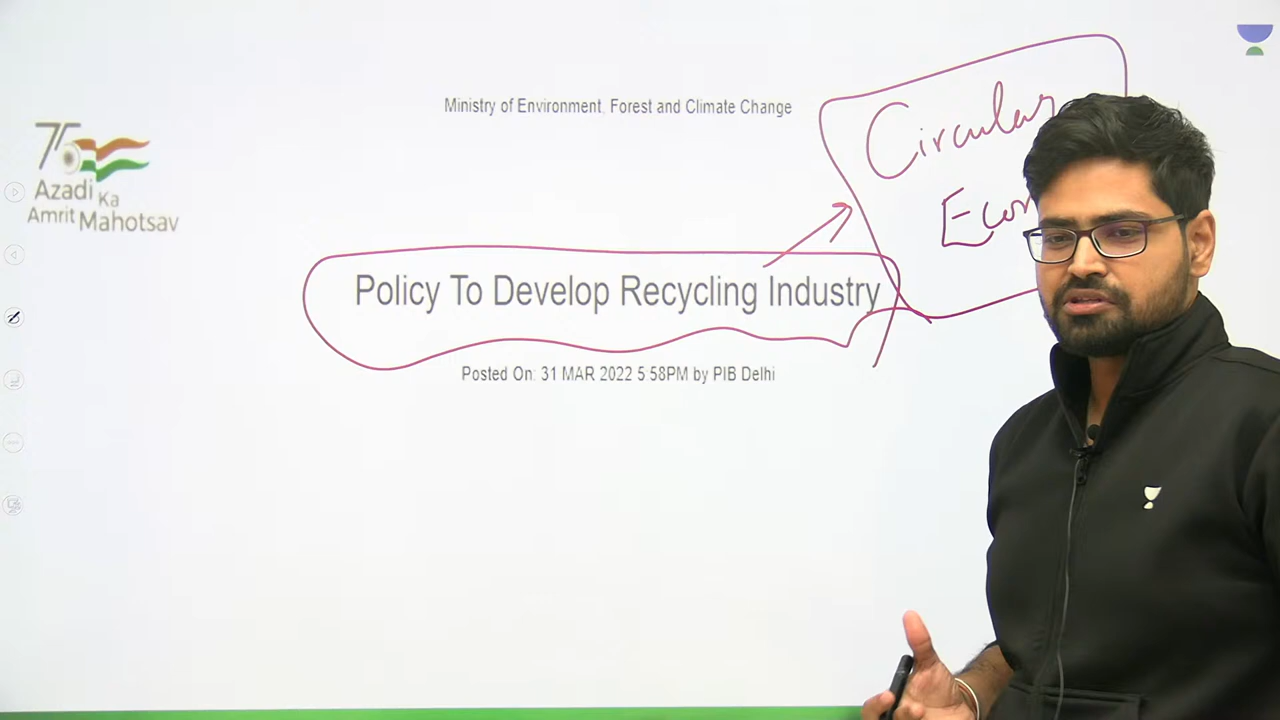 Ministry of Environment, Forest and Climate Change
Circular
75
Azadi Ka
Amrit Mahotsav
Policy To Develop Recycling Industry
Posted On: 31 MAR 2022 5:58PM by PIB Delhi